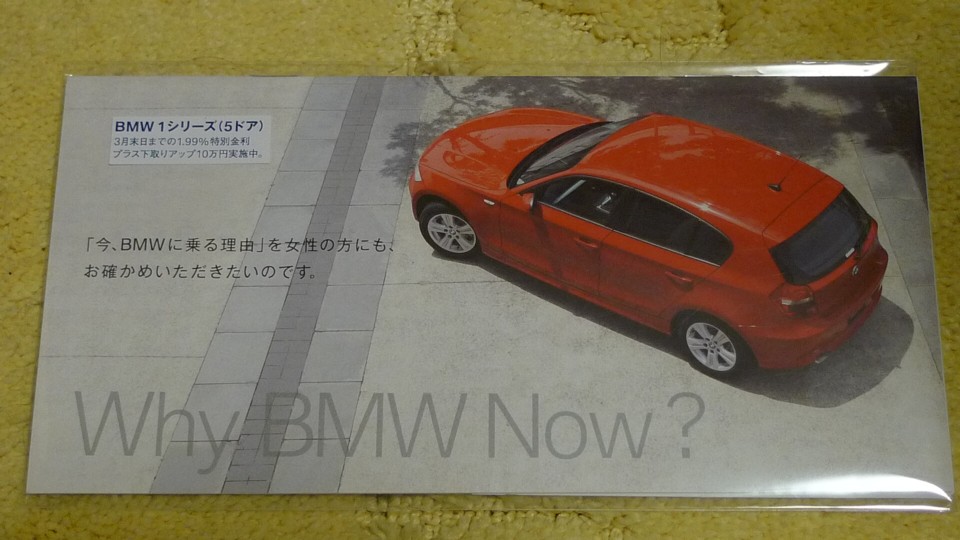 BMW 1シリーズ(5ドア)
3月末日までの1.99%特別金利
プラス下取りアップ10万円実施中。
「今、BMWに乗る理由」を女性の方にも、
お確かめいただきたいのです。
Why BMW Now?